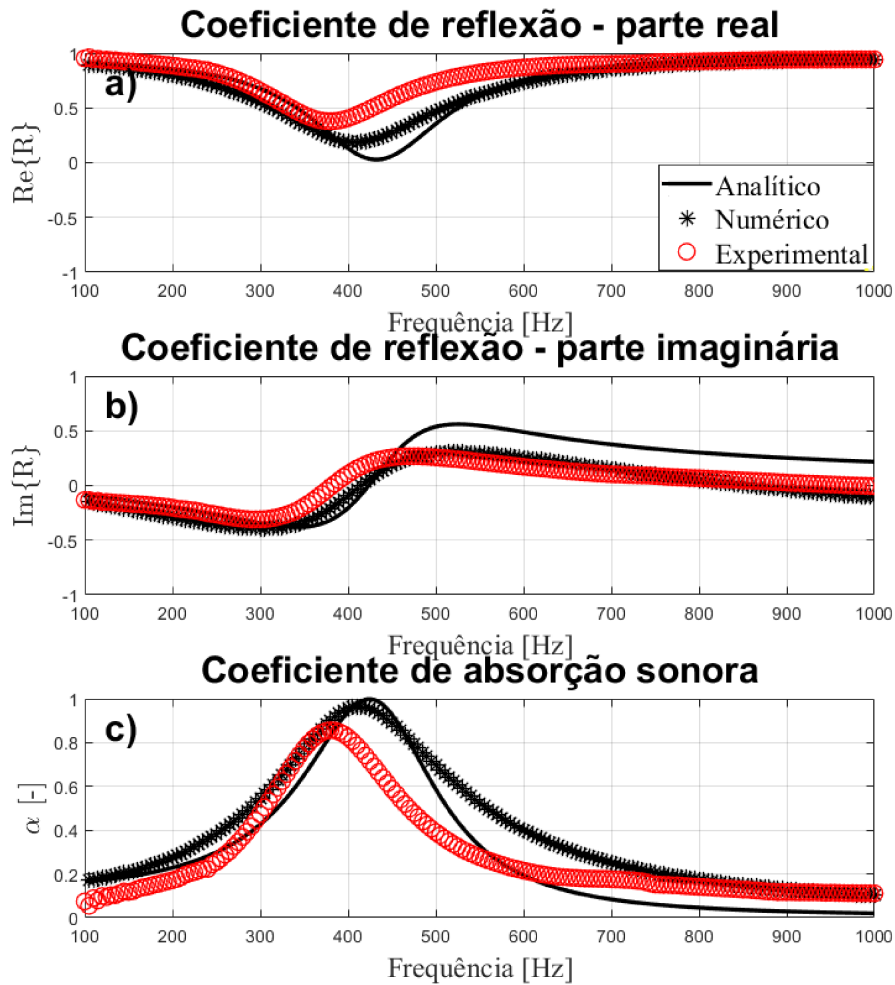 Coeficiente de reflexão - parte real
1
a)
0.5
0
-0.5
-1
Re{R}
Analítico
Numérico
Experimental
100 200 300 400 500 600 700 800 900 1000
Frequência [Hz]
Coeficiente de reflexão - parte imaginária
1
b)
0.5
0
-0.5
-1
Im{R}
100 200 300 400 500 600 700 800 900 1000
Frequência [Hz]
Coeficiente de absorção sonora
1
c)
0.8
0.6
0.4
0.2
0
α [-]
100 200 300 400 500 600 700 800 900 1000
Frequência [Hz]